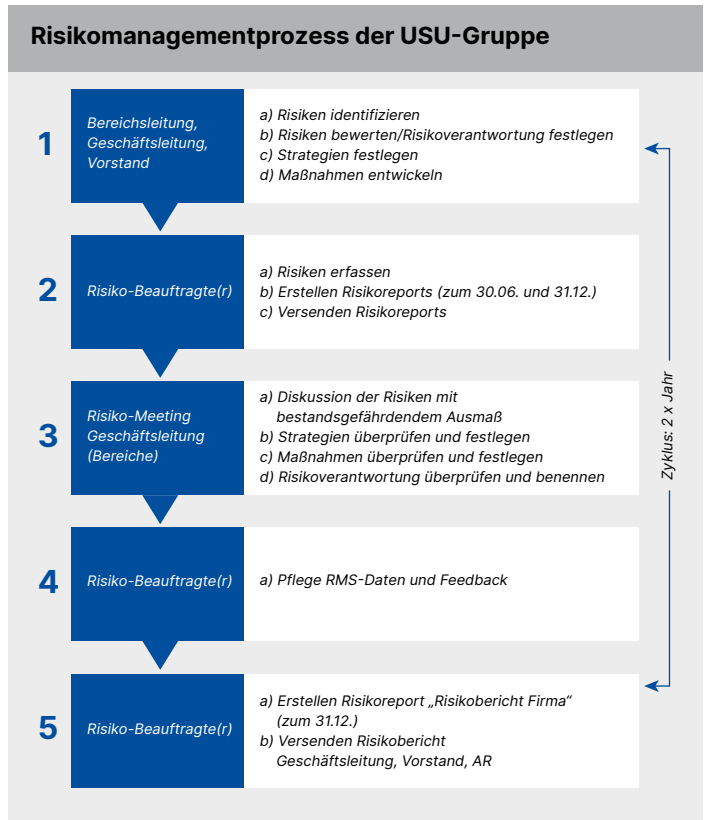 Risikomanagementprozess der USU-Gruppe
1
Bereichsleitung,
Geschäftsleitung,
Vorstand
a) Risiken identifizieren
b) Risiken bewerten/Risikoverantwortung festlegen
c) Strategien festlegen
d) Maßnahmen entwickeln
2
Risiko-Beauftragte(r)
a) Risiken erfassen
b) Erstellen Risikoreports (zum 30.06. und 31.12.)
c) Versenden Risikoreports
3
Risiko-Meeting
Geschäftsleitung
(Bereiche)
a) Diskussion der Risiken mit
bestandsgefährdendem Ausmaß
b) Strategien überprüfen und festlegen
c) Maßnahmen überprüfen und festlegen
d) Risikoverantwortung überprüfen und benennen
4
Risiko-Beauftragte(r)
a) Pflege RMS-Daten und Feedback
5
Risiko-Beauftragte(r)
a) Erstellen Risikoreport „Risikobericht Firma“
(zum 31.12.)
b) Versenden Risikobericht
Geschäftsleitung, Vorstand, AR
Zyklus: 2 x Jahr